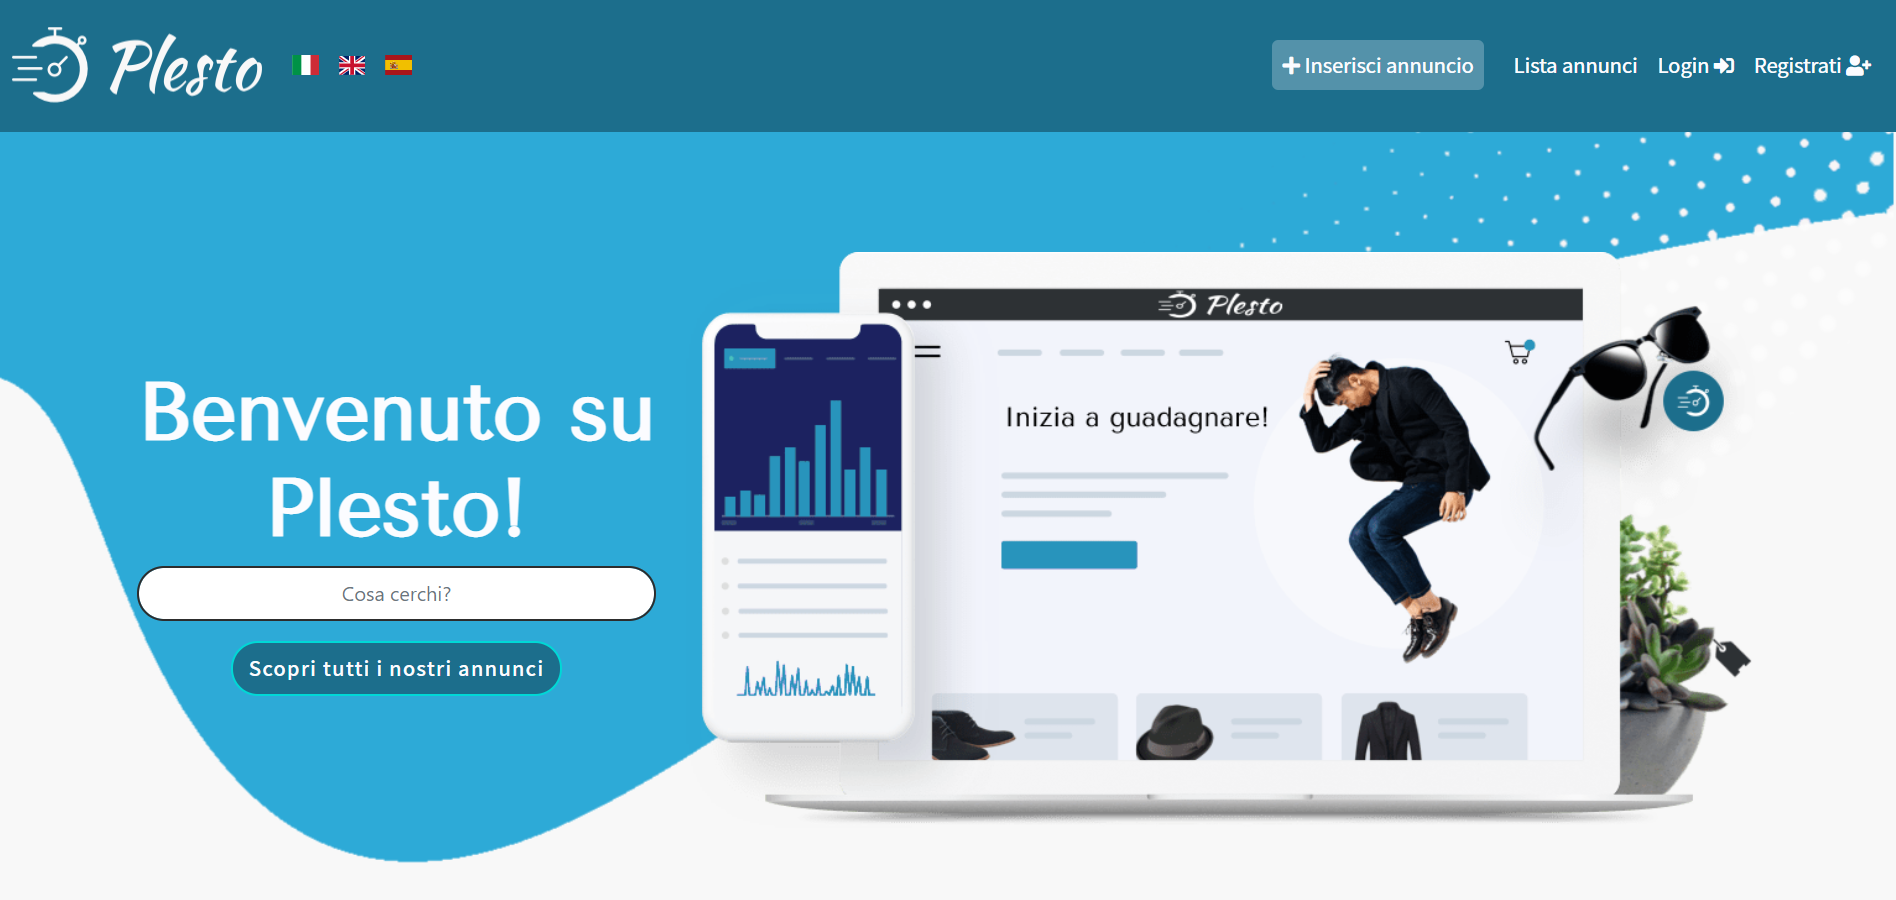 Plesto
Inserisci annuncio
Lista annunci
Login
Registrati
Plesto
Inizia a guadagnare!
Benvenuto su
Plesto!
Cosa cerchi?
Scopri tutti i nostri annunci